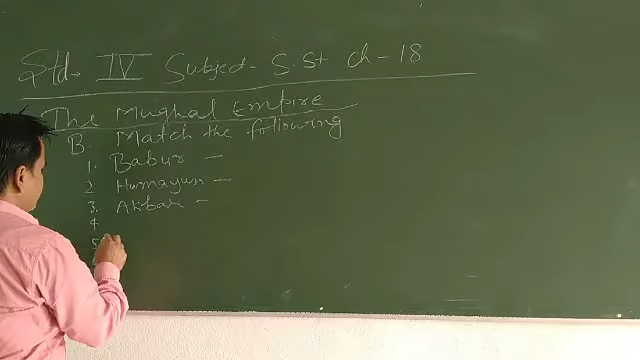 Std- IV Subject- S.St Ch-18
The Mughal Empire
B. Match the following
1. Babur -
2 Humayun -
3. Akbar -
4
5